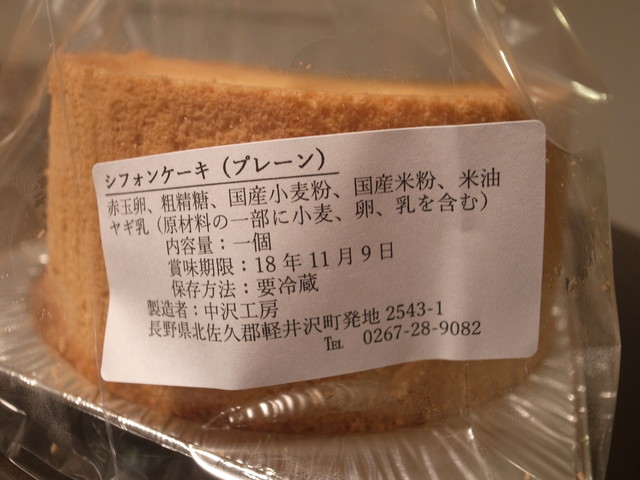 シフォンケーキ（プレーン）
赤玉卵、粗精糖、国産小麦粉、国産米粉、米油
ヤギ乳（原材料の一部に小麦、卵、乳を含む）
内容量：一個
賞味期限：18 年 11 月 9 日
保存方法：要冷蔵
製造者：中沢工房
長野県北佐久郡軽井沢町発地 2543-1
℡ 0267-28-9082